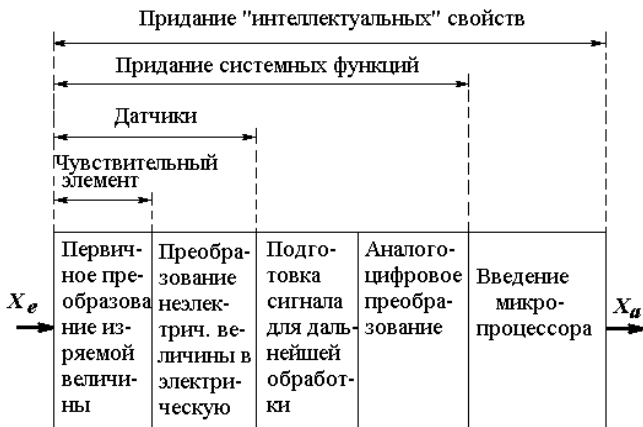 Придание "интеллектуальных" свойств
Придание системных функций
Датчики
Чувствительный
элемент
Первич-
ное пре-
образова
ние из-
ряемой
величи-
ны
Преобра-
зование
неэлек-
трич. ве-
личины в
электри-
ческую
Подго-
товка
сигнала
для даль-
нейшей
обработ-
ки
Аналого-
цифровое
преобра-
зование
Введение
микро-
процессора
Xe
Xa